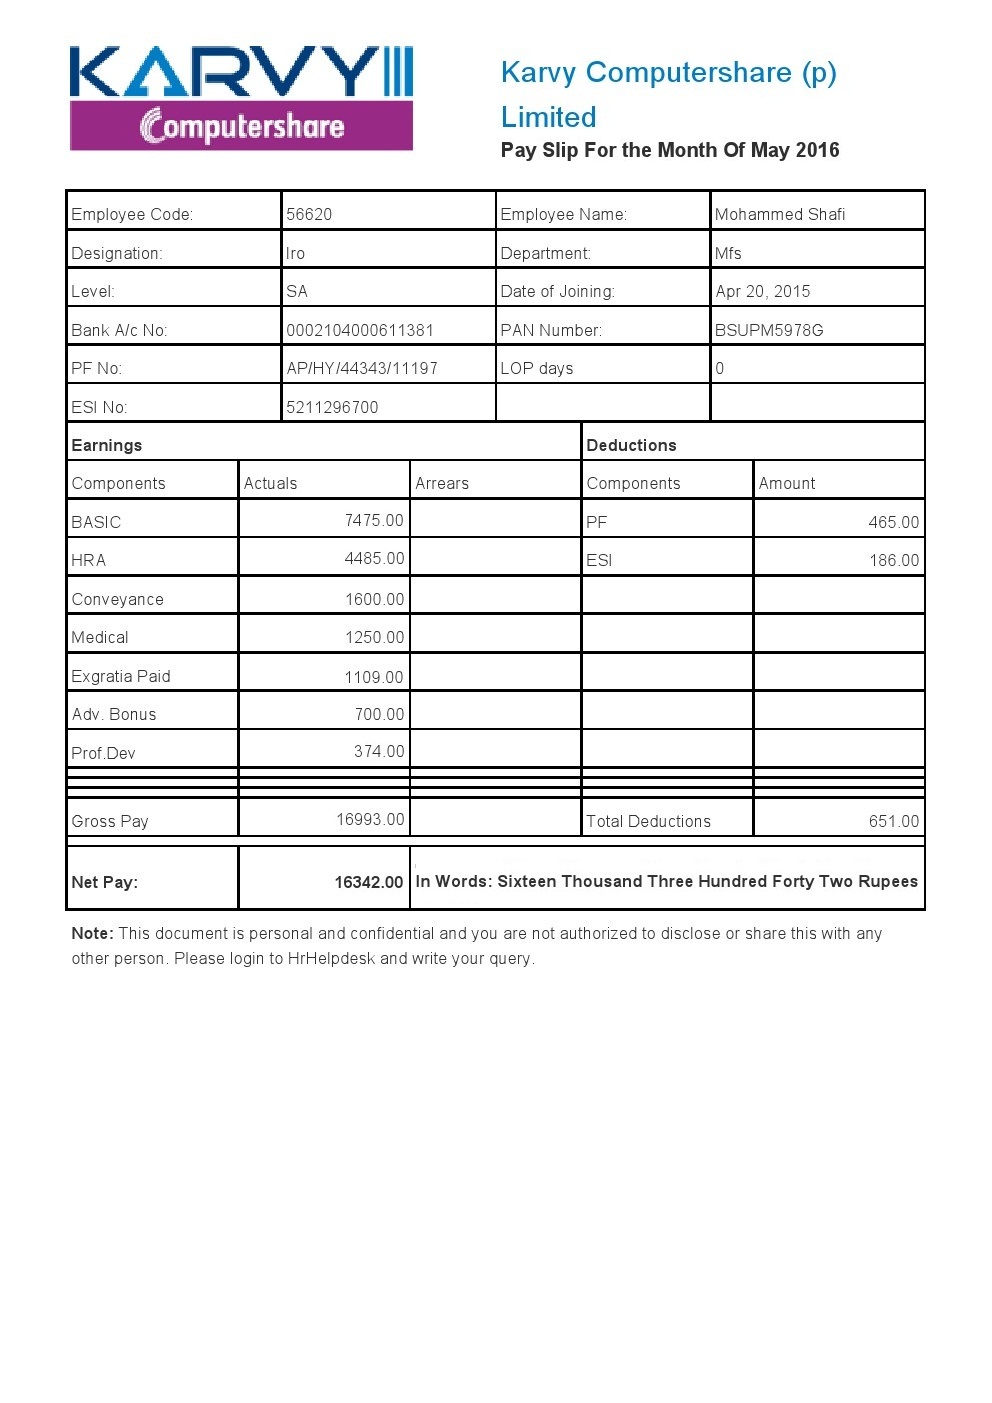 KARVY
Computershare
Karvy Computershare (p)
Limited
Pay Slip For the Month Of May 2016
Employee Code: 56620 Employee Name: Mohammed Shafi
Designation: Iro Department: Mfs
Level: SA Date of Joining: Apr 20, 2015
Bank A/c No: 0002104000611381 PAN Number: BSUPM5978G
PF No: AP/HY/44343/11197 LOP days 0
ESI No: 5211296700
Earnings Deductions
Components Actuals Arrears Components Amount
BASIC 7475.00 PF 465.00
HRA 4485.00 ESI 186.00
Conveyance 1600.00
Medical 1250.00
Exgratia Paid 1109.00
Adv. Bonus 700.00
Prof.Dev 374.00
Gross Pay 16993.00 Total Deductions 651.00
Net Pay: 16342.00 In Words: Sixteen Thousand Three Hundred Forty Two Rupees
Note: This document is personal and confidential and you are not authorized to disclose or share this with any
other person. Please login to HrHelpdesk and write your query.